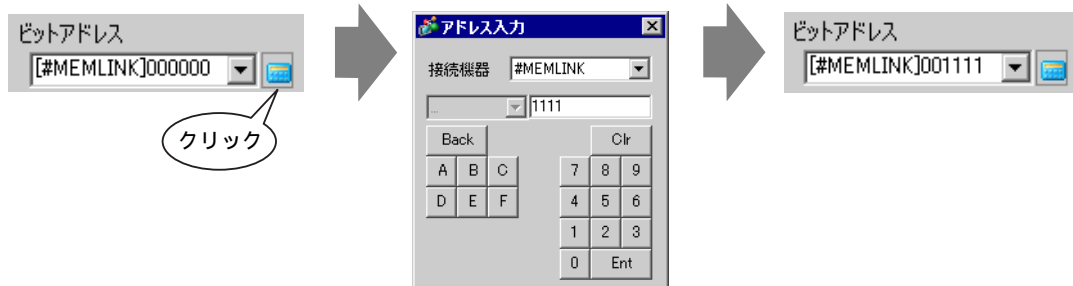 ビットアドレス
[#MEMLINK]000000
クリック
アドレス入力
接続機器 #MEMLINK
_ 1111
Back Clr
A B C 7 8 9
D E F 4 5 6
1 2 3
0 Ent
ビットアドレス
[#MEMLINK]001111